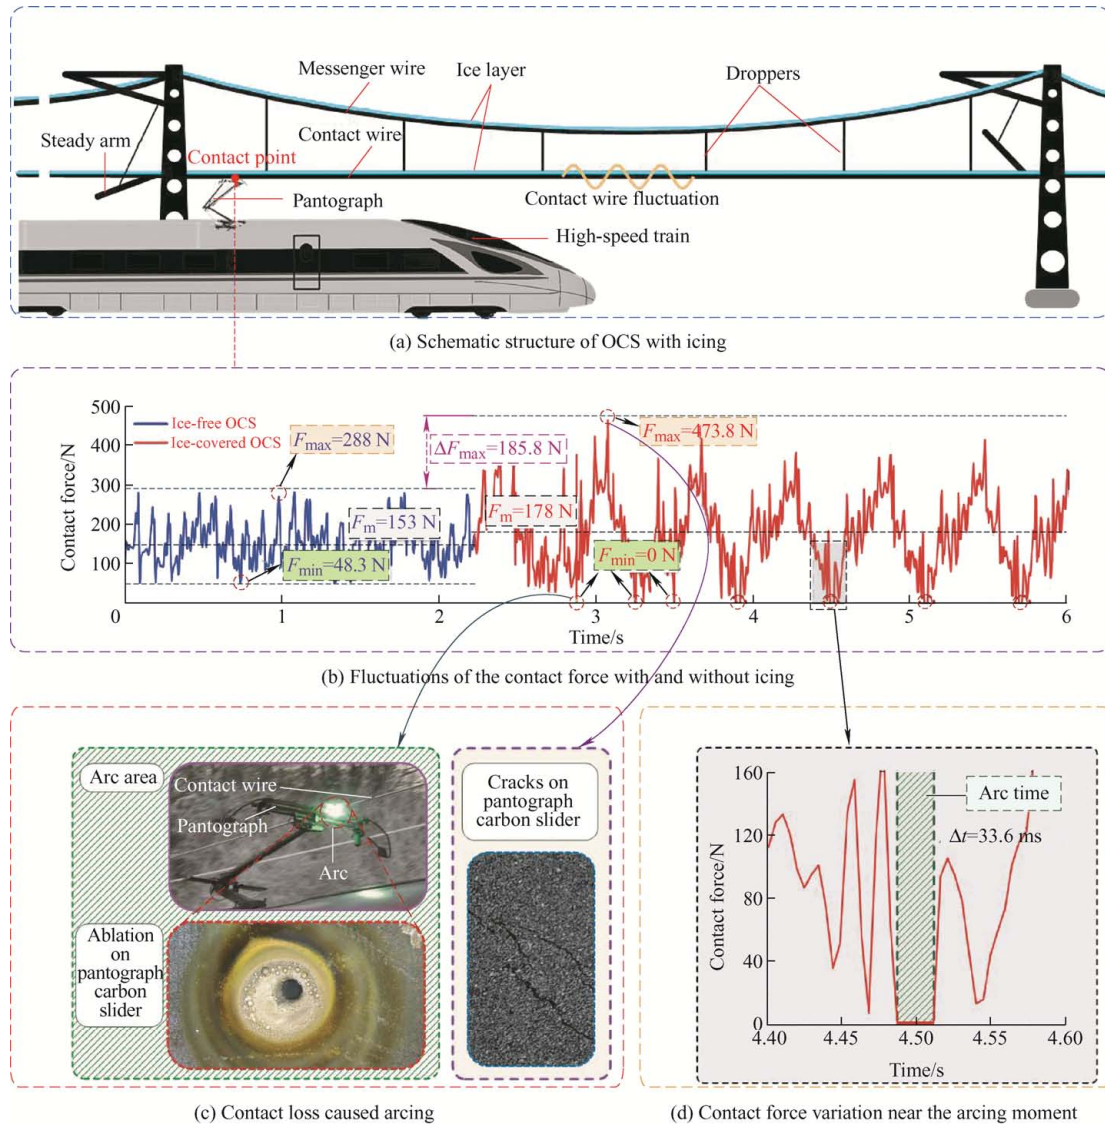 Messenger wire
Ice layer
Droppers
Steady arm
Contact wire
Contact point
Pantograph
Contact wire fluctuation
High-speed train
(a) Schematic structure of OCS with icing
Contact force/N
500
400
300
200
100
0
1
2
3
4
5
6
Time/s
Ice-free OCS
Ice-covered OCS
Fmax=288 N
ΔFmax=185.8 N
Fmax=473.8 N
Fm=153 N
Fm=178 N
Fmin=48.3 N
Fmin=0 N
(b) Fluctuations of the contact force with and without icing
Arc area
Contact wire
Pantograph
Arc
Ablation
on
pantograph
carbon
slider
Cracks on
pantograph
carbon slider
(c) Contact loss caused arcing
Contact force/N
160
120
80
40
0
4.40
4.45
4.50
4.55
4.60
Time/s
Arc time
Δt=33.6 ms
(d) Contact force variation near the arcing moment